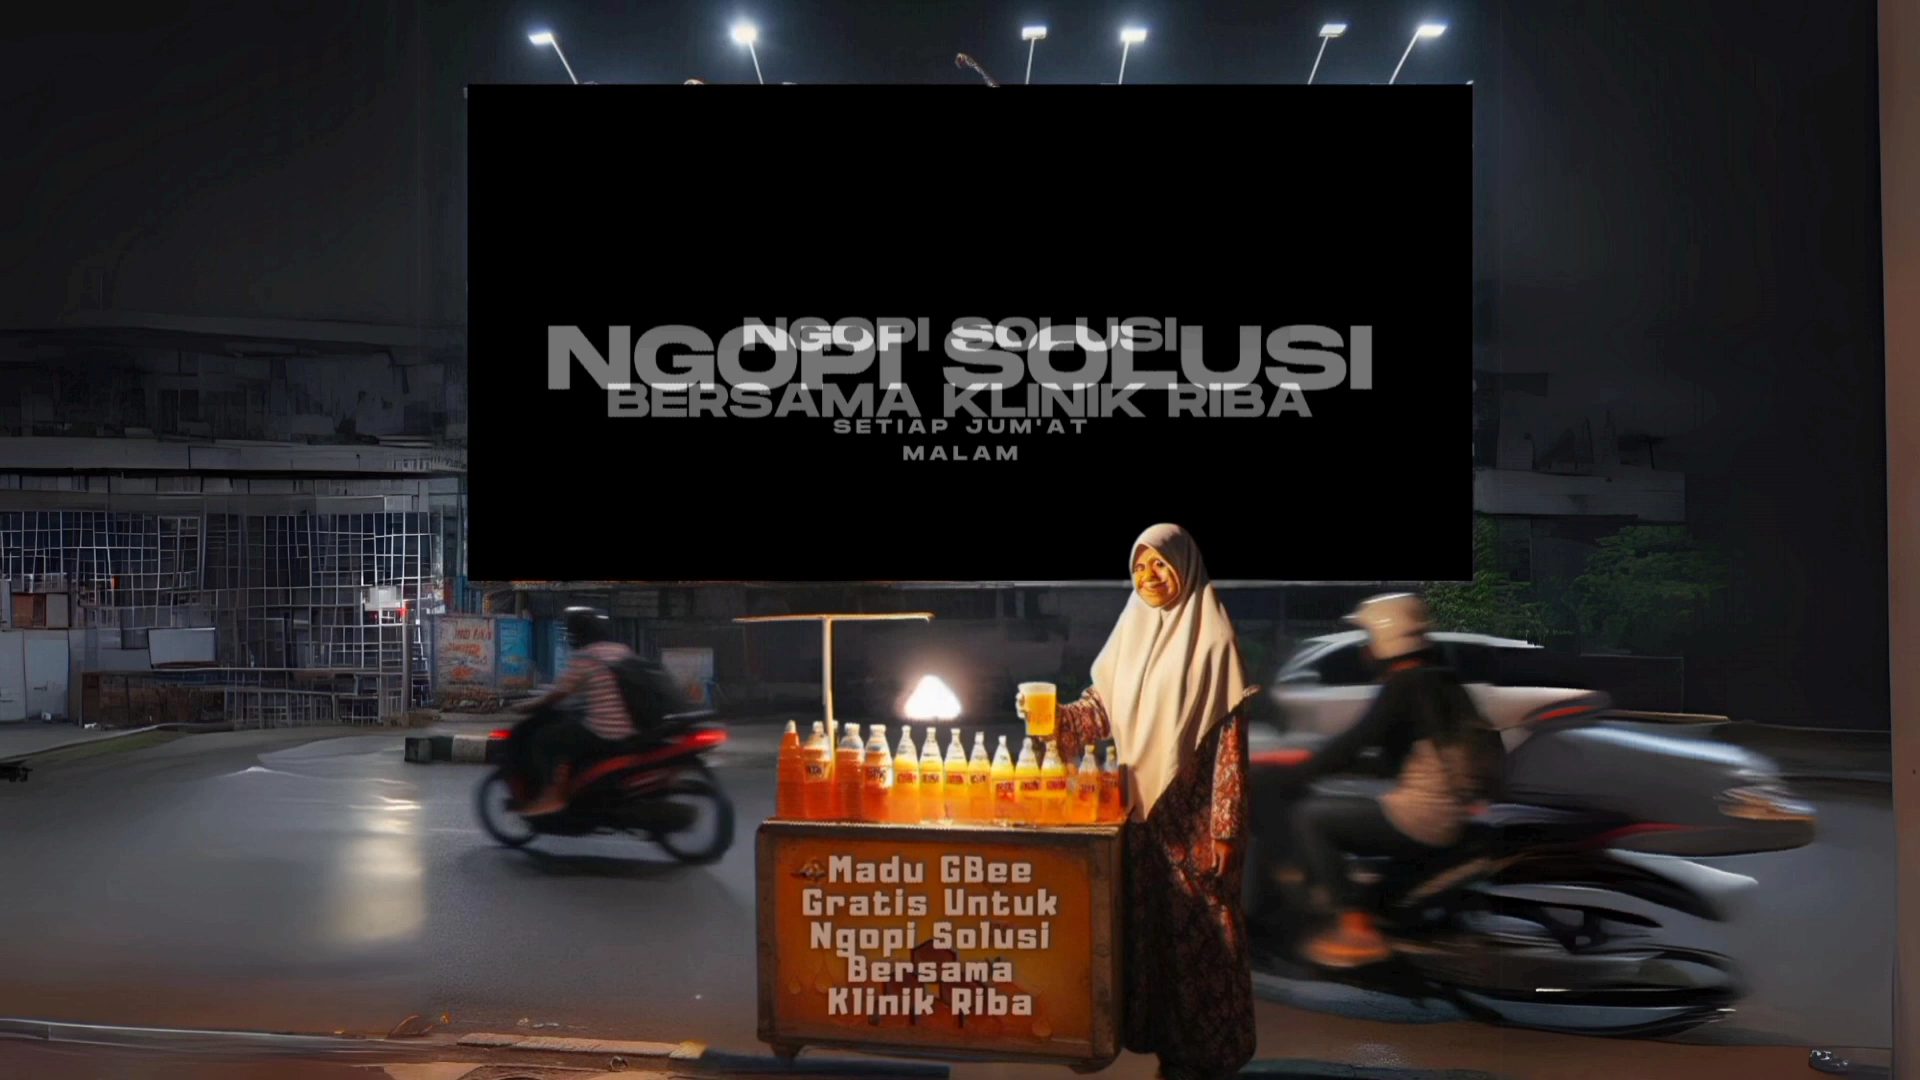 NGOPI SOLUSI
NGOPI SOLUSI
BERSAMA KLINIK RIBA
SETIAP JUM'AT
MALAM
Madu GBee
Gratis Untuk
Ngopi Solusi
Bersama
Klinik Riba